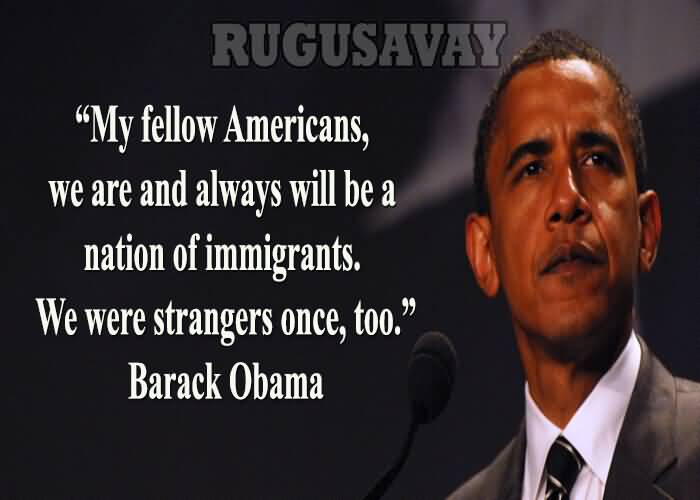 RUGUSAVAY
“My fellow Americans,
we are and always will be a
nation of immigrants.
We were strangers once, too.”
Barack Obama